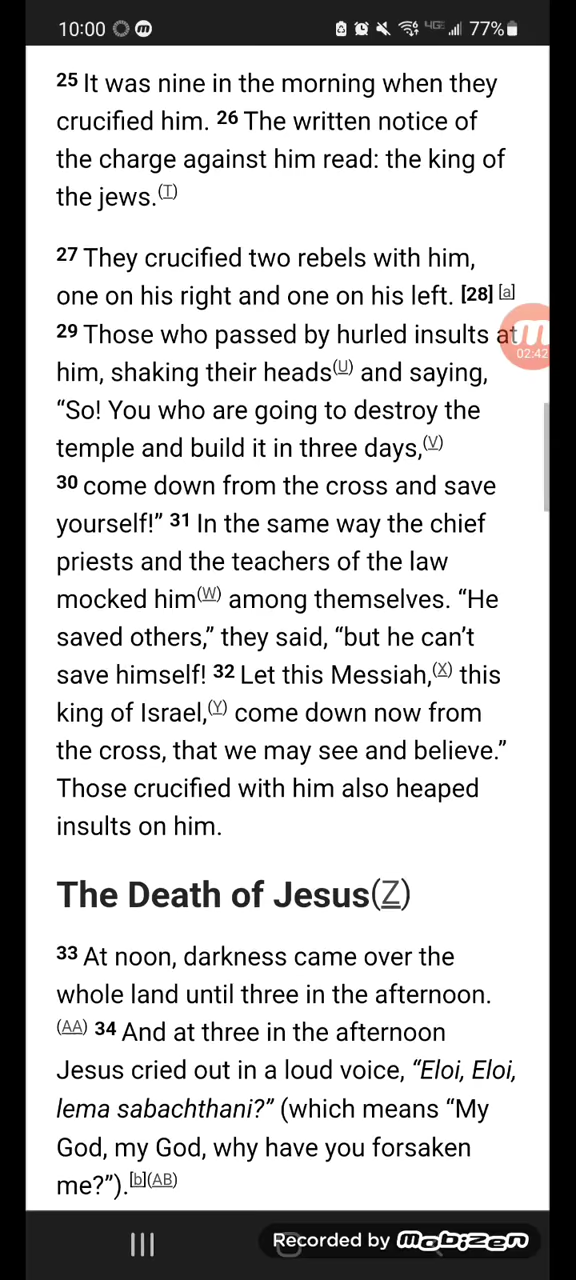 10:00 m 4GE 77%
25 It was nine in the morning when they
crucified him. 26 The written notice of
the charge against him read: the king of
the jews.(T)
27 They crucified two rebels with him,
one on his right and one on his left. [28] [a]
29 Those who passed by hurled insults at
him, shaking their heads(U) and saying,
“So! You who are going to destroy the
temple and build it in three days,(V)
30 come down from the cross and save
yourself!” 31 In the same way the chief
priests and the teachers of the law
mocked him(W) among themselves. “He
saved others,” they said, “but he can’t
save himself! 32 Let this Messiah,(X) this
king of Israel,(Y) come down now from
the cross, that we may see and believe.”
Those crucified with him also heaped
insults on him.
m
02:42
The Death of Jesus(Z)
33 At noon, darkness came over the
whole land until three in the afternoon.
(AA) 34 And at three in the afternoon
Jesus cried out in a loud voice, “Eloi, Eloi,
lema sabachthani?” (which means “My
God, my God, why have you forsaken
me?”).[b](AB)
Recorded by mobizen